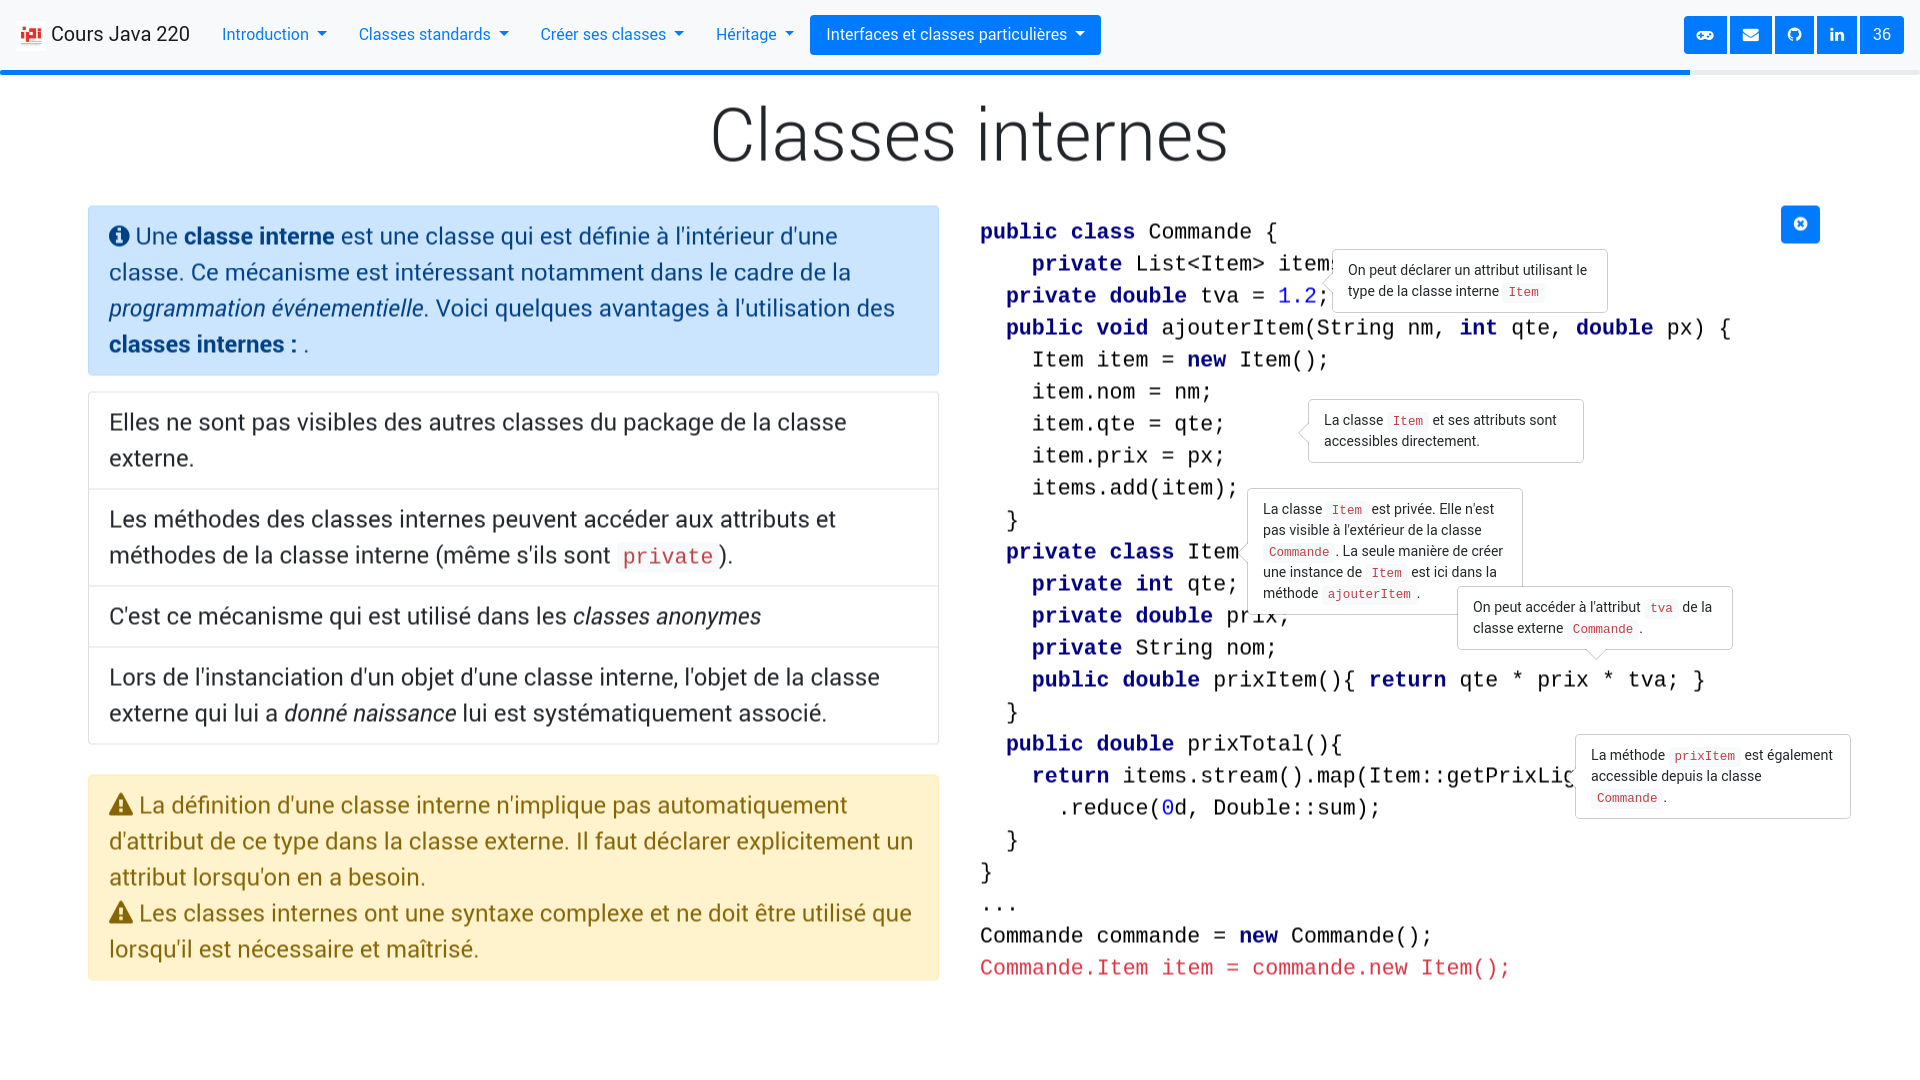 Cours Java 220
Introduction
Classes standards
Créer ses classes
Héritage
Interfaces et classes particulières
36
Classes internes
Une classe interne est une classe qui est définie à l'intérieur d'une
classe. Ce mécanisme est intéressant notamment dans le cadre de la
programmation événementielle. Voici quelques avantages à l'utilisation des
classes internes : .
Elles ne sont pas visibles des autres classes du package de la classe
externe.
Les méthodes des classes internes peuvent accéder aux attributs et
méthodes de la classe interne (même s'ils sont private ).
C'est ce mécanisme qui est utilisé dans les classes anonymes
Lors de l'instanciation d'un objet d'une classe interne, l'objet de la classe
externe qui lui a donné naissance lui est systématiquement associé.
La définition d'une classe interne n'implique pas automatiquement
d'attribut de ce type dans la classe externe. Il faut déclarer explicitement un
attribut lorsqu'on en a besoin.
Les classes internes ont une syntaxe complexe et ne doit être utilisé que
lorsqu'il est nécessaire et maîtrisé.
public class Commande {
private List<Item> items
private double tva = 1.2;
public void ajouterItem(String nm, int qte, double px) {
Item item = new Item();
item.nom = nm;
item.qte = qte;
item.prix = px;
items.add(item);
}
private class Item
private int qte;
private double prix;
private String nom;
public double prixItem(){ return qte * prix * tva; }
}
public double prixTotal(){
return items.stream().map(Item::getPrixLig
.reduce(0d, Double::sum);
}
}
...
Commande commande = new Commande();
Commande.Item item = commande.new Item();
On peut déclarer un attribut utilisant le
type de la classe interne Item
La classe Item et ses attributs sont
accessibles directement.
La classe Item est privée. Elle n'est
pas visible à l'extérieur de la classe
Commande . La seule manière de créer
une instance de Item est ici dans la
méthode ajouterItem .
On peut accéder à l'attribut tva de la
classe externe Commande .
La méthode prixItem est également
accessible depuis la classe
Commande .